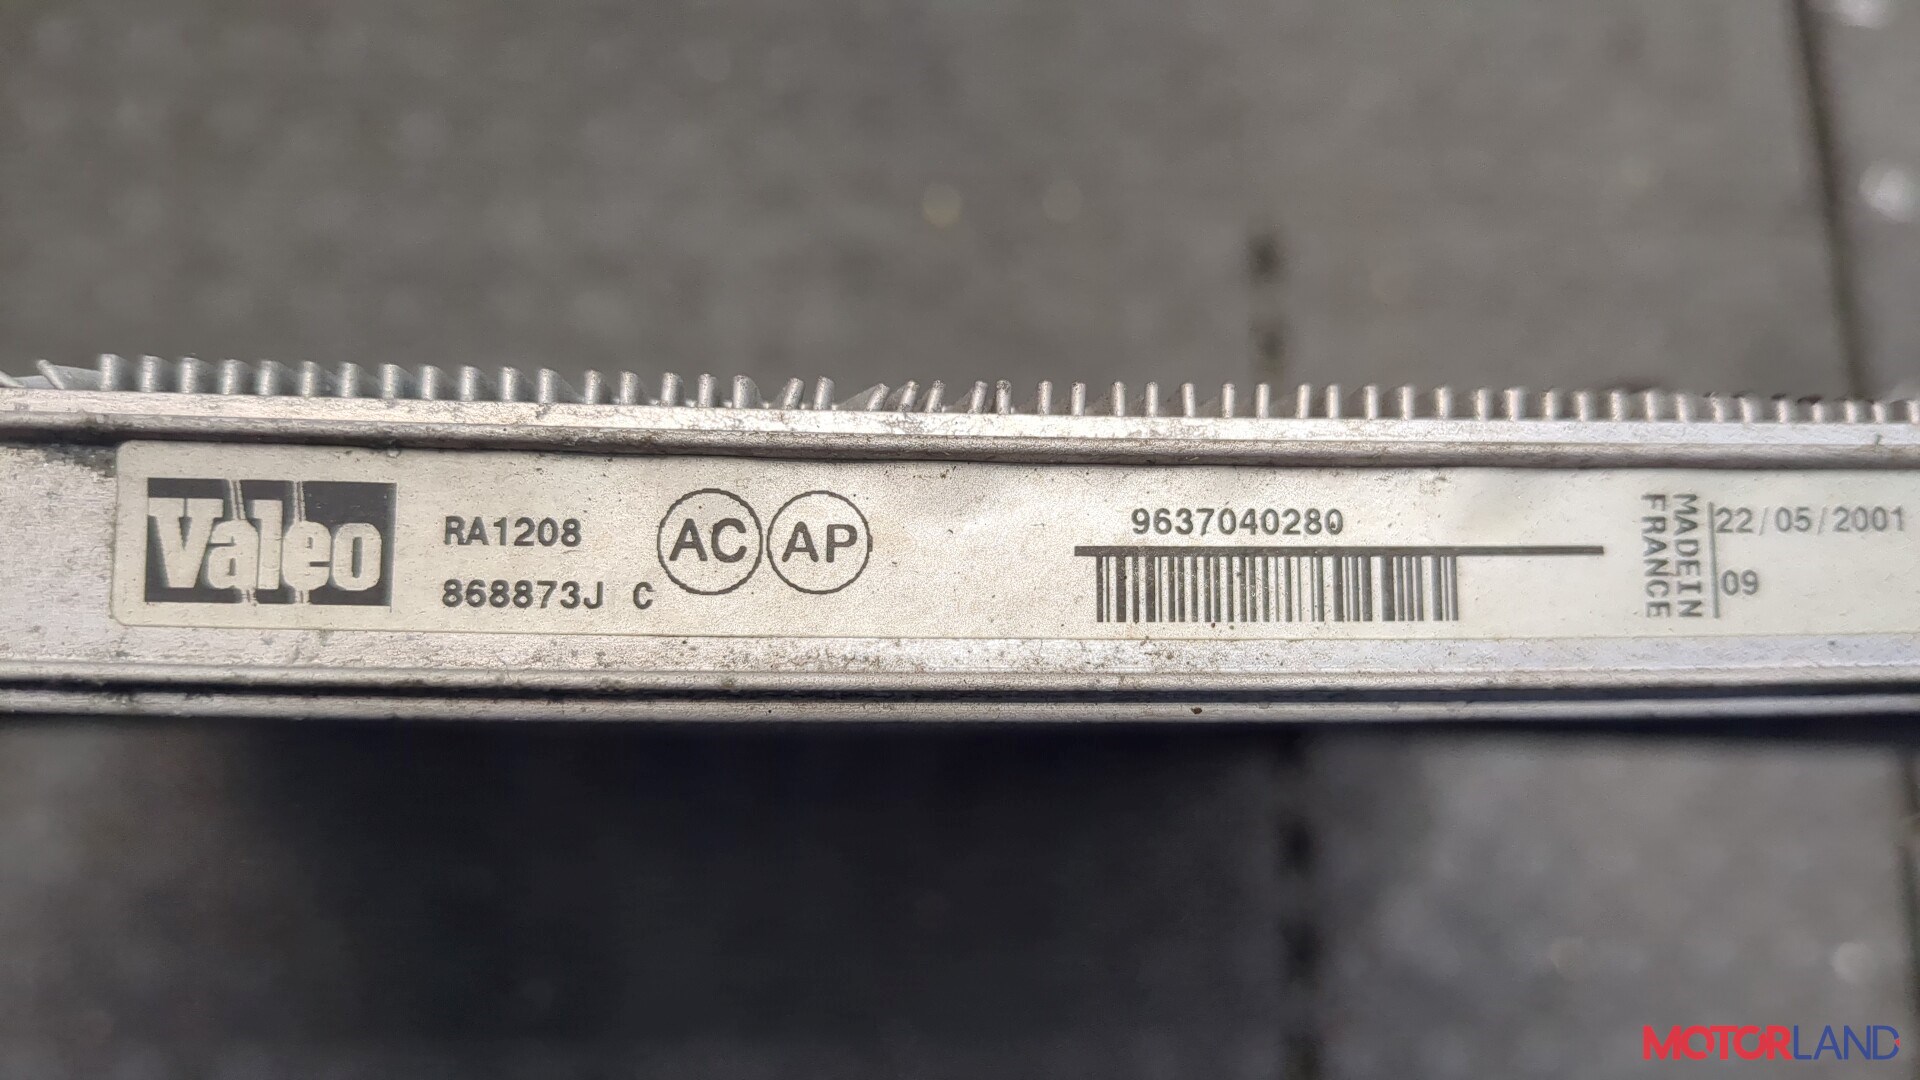 Valeo
RA1208
868873J C
AC AP
9637040280
MADE IN
FRANCE
22/05/2001
09
MOTORLAND